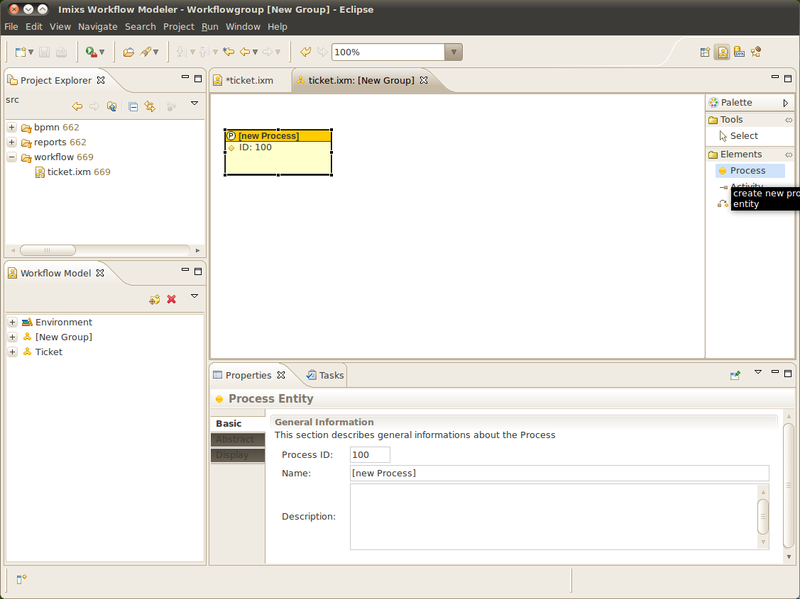 Imixs Workflow Modeler - Workflowgroup [New Group] - Eclipse
File Edit View Navigate Search Project Run Window Help
100%
Project Explorer
*ticket.ixm
ticket.ixm: [New Group]
src
bpmn 662
reports 662
workflow 669
ticket.ixm 669
[new Process]
ID: 100
Palette
Tools
Select
Elements
Process
Activity
create new pro
entity
Workflow Model
Environment
[New Group]
Ticket
Properties
Tasks
Process Entity
Basic
Abstract
Display
General Information
This section describes general informations about the Process
Process ID: 100
Name: [new Process]
Description: